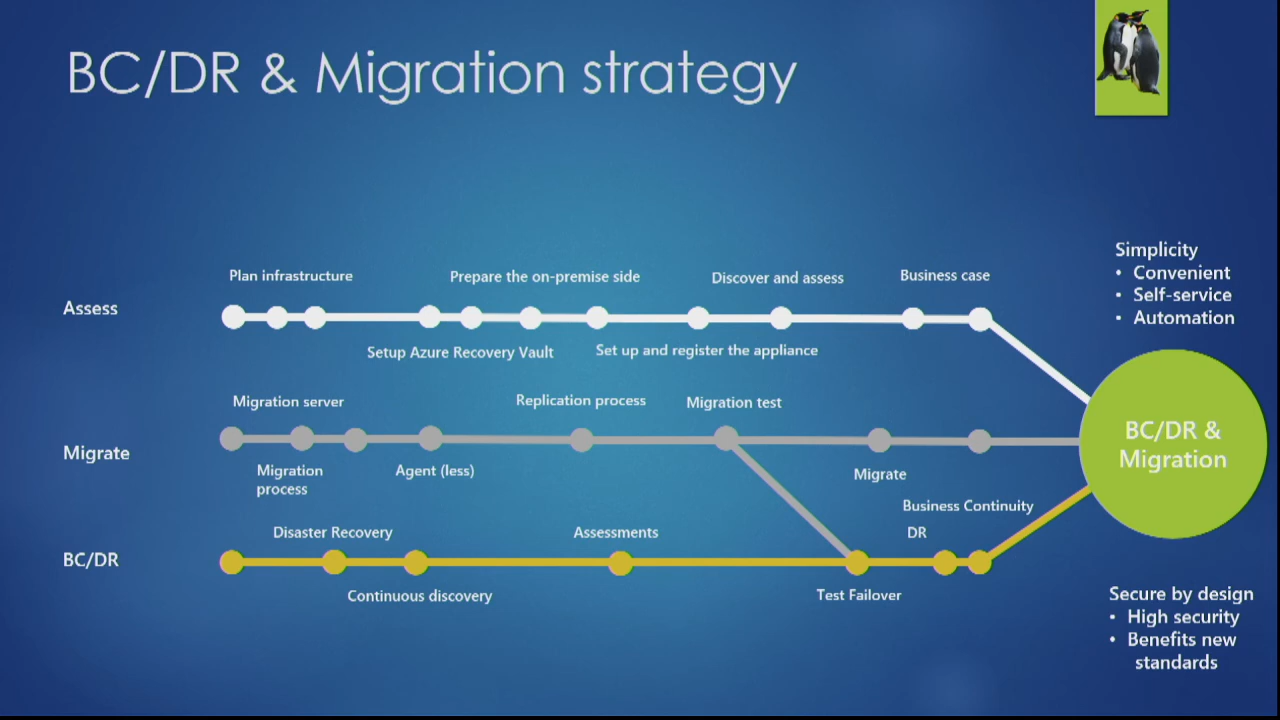 BC/DR & Migration strategy
Simplicity
• Convenient
• Self-service
• Automation
Plan infrastructure
Prepare the on-premise side
Discover and assess
Business case
Assess
Setup Azure Recovery Vault
Set up and register the appliance
Migration server
Replication process
Migration test
Migrate
Migration
process
Agent (less)
Migrate
BC/DR &
Migration
Business Continuity
Disaster Recovery
Assessments
DR
BC/DR
Continuous discovery
Test Failover
Secure by design
• High security
• Benefits new
standards